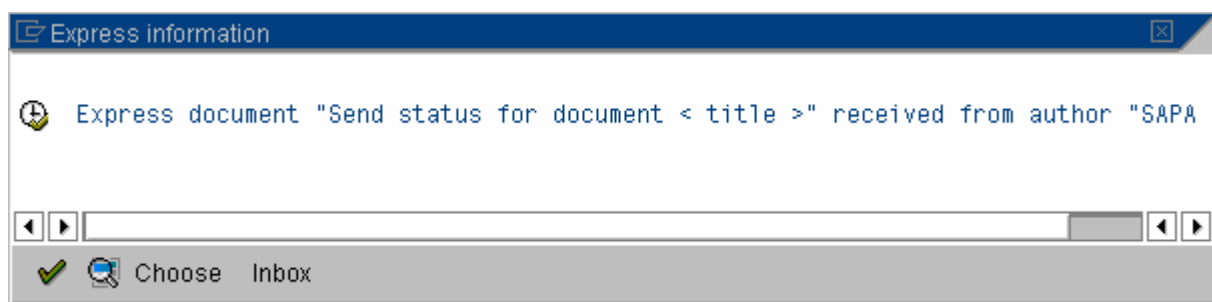 Express information
Express document "Send status for document < title >" received from author "SAPA
Choose Inbox